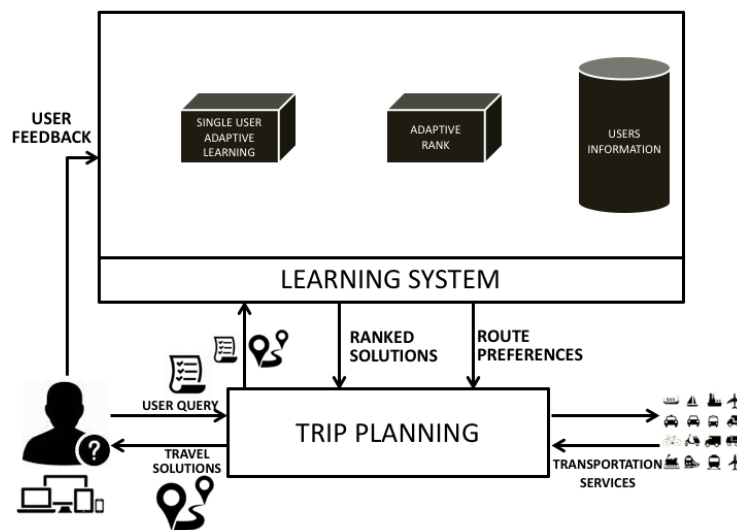 USER
FEEDBACK
SINGLE USER
ADAPTIVE
LEARNING
ADAPTIVE
RANK
USERS
INFORMATION
LEARNING SYSTEM
RANKED
SOLUTIONS
ROUTE
PREFERENCES
USER QUERY
TRIP PLANNING
TRAVEL
SOLUTIONS
TRANSPORTATION
SERVICES
?